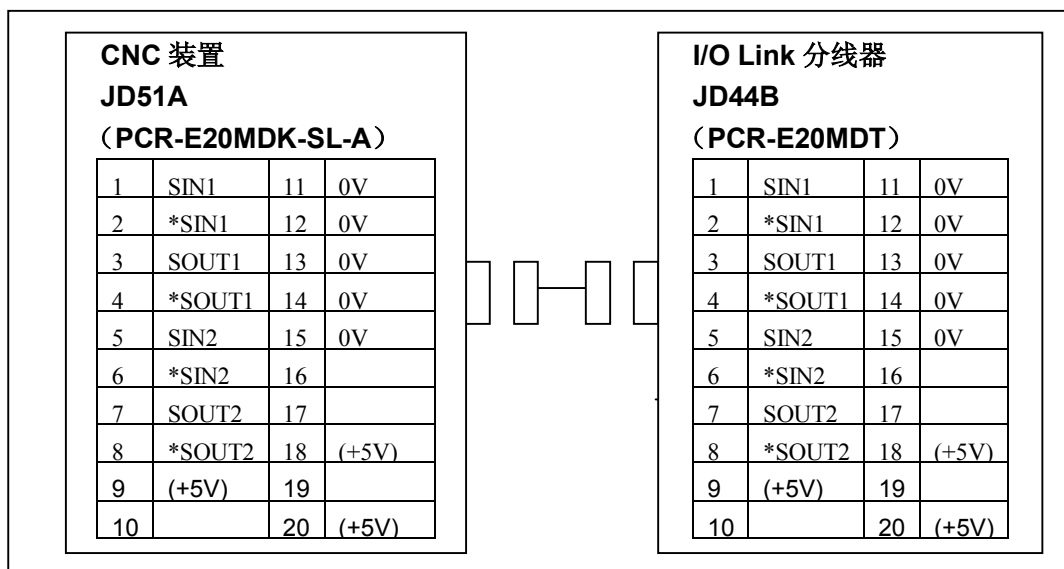 CNC 装置
JD51A
（PCR-E20MDK-SL-A）
1 SIN1 11 0V
2 *SIN1 12 0V
3 SOUT1 13 0V
4 *SOUT1 14 0V
5 SIN2 15 0V
6 *SIN2 16
7 SOUT2 17
8 *SOUT2 18 (+5V)
9 (+5V) 19
10 20 (+5V)
I/O Link 分线器
JD44B
（PCR-E20MDT）
1 SIN1 11 0V
2 *SIN1 12 0V
3 SOUT1 13 0V
4 *SOUT1 14 0V
5 SIN2 15 0V
6 *SIN2 16
7 SOUT2 17
8 *SOUT2 18 (+5V)
9 (+5V) 19
10 20 (+5V)